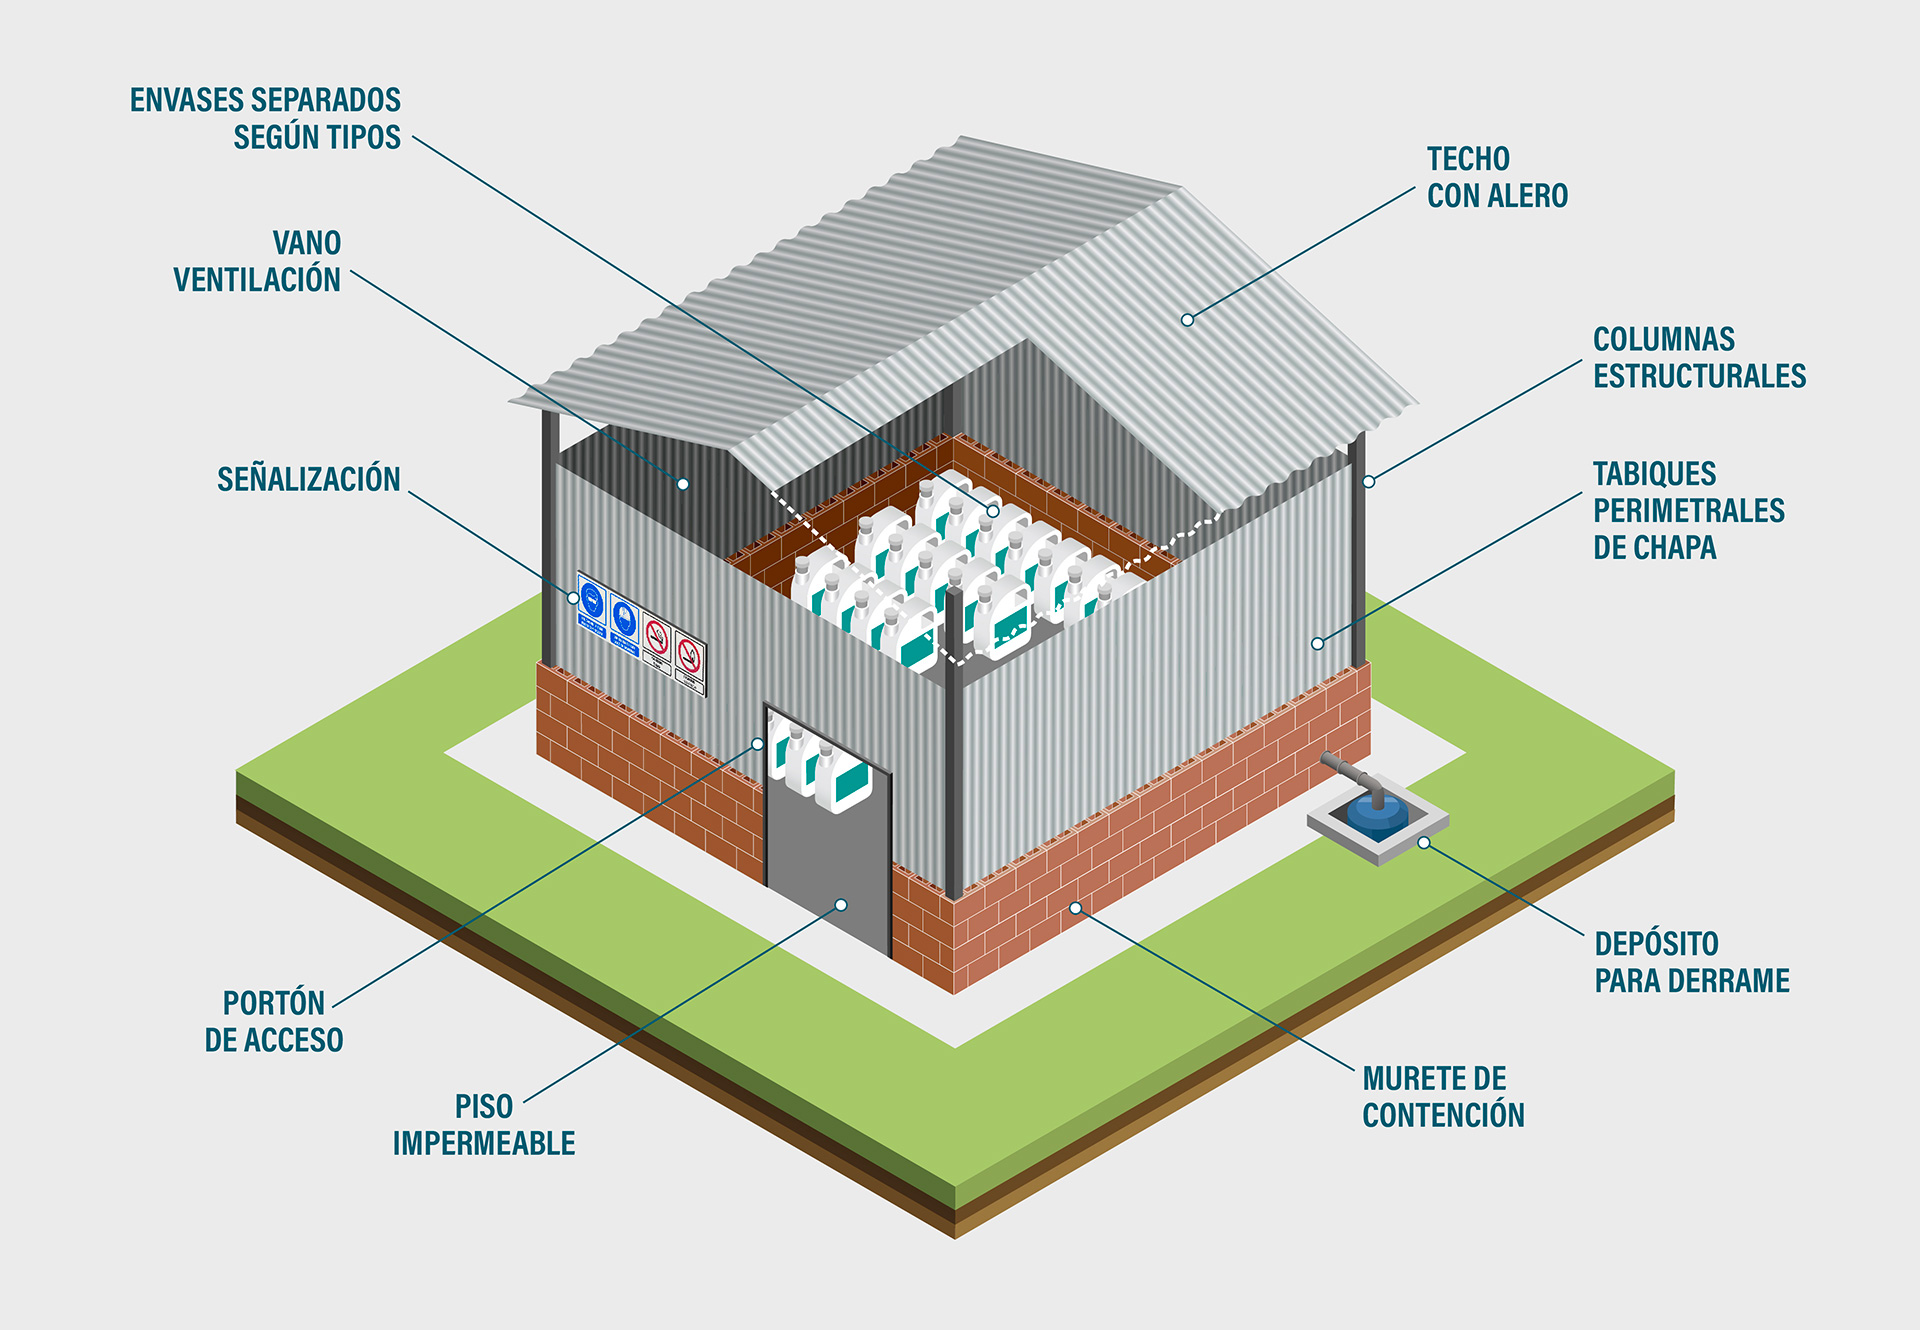 ENVASES SEPARADOS
SEGÚN TIPOS
TECHO
CON ALERO
VANO
VENTILACIÓN
COLUMNAS
ESTRUCTURALES
SEÑALIZACIÓN
TABIQUES
PERIMETRALES
DE CHAPA
DEPÓSITO
PARA DERRAME
PORTÓN
DE ACCESO
MURETE DE
CONTENCIÓN
PISO
IMPERMEABLE